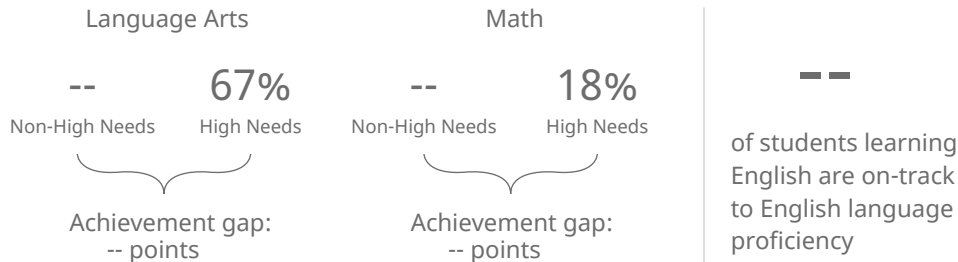 Language Arts
--
67%
Non-High Needs
High Needs
Achievement gap:
-- points
Math
--
18%
Non-High Needs
High Needs
Achievement gap:
-- points
--
of students learning
English are on-track
to English language
proficiency